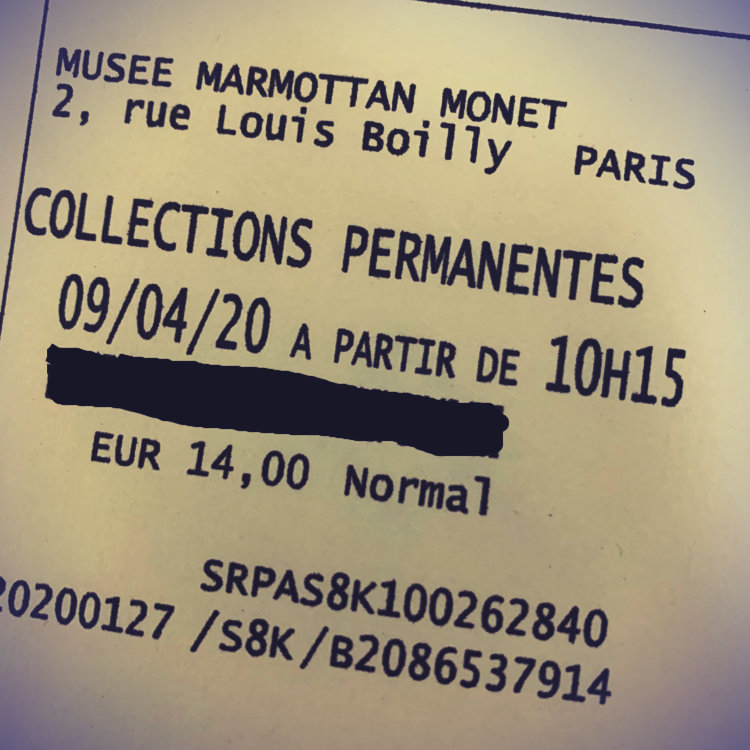 MUSEE MARMOTTAN MONET
2, rue Louis Boilly PARIS
COLLECTIONS PERMANENTES
09/04/20 A PARTIR DE 10H15
EUR 14,00 Normal
SRPAS8K100262840
20200127 /S8K/B2086537914